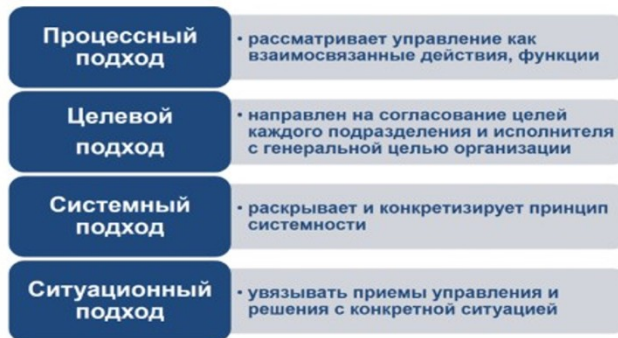 Процессный
подход
• рассматривает управление как
взаимосвязанные действия, функции
Целевой
подход
• направлен на согласование целей
каждого подразделения и исполнителя
с генеральной целью организации
Системный
подход
• раскрывает и конкретизирует принцип
системности
Ситуационный
подход
• увязывать приемы управления и
решения с конкретной ситуацией